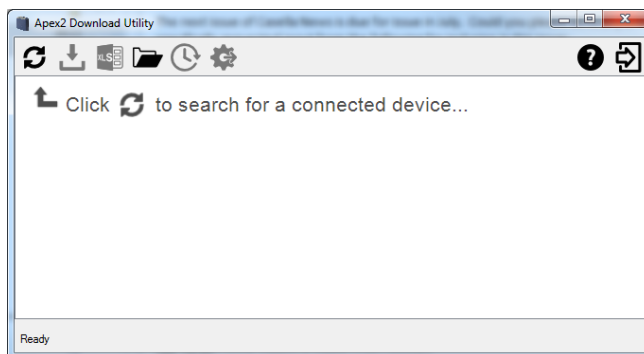 Apex2 Download Utility
XLS
Click to search for a connected device...
Ready